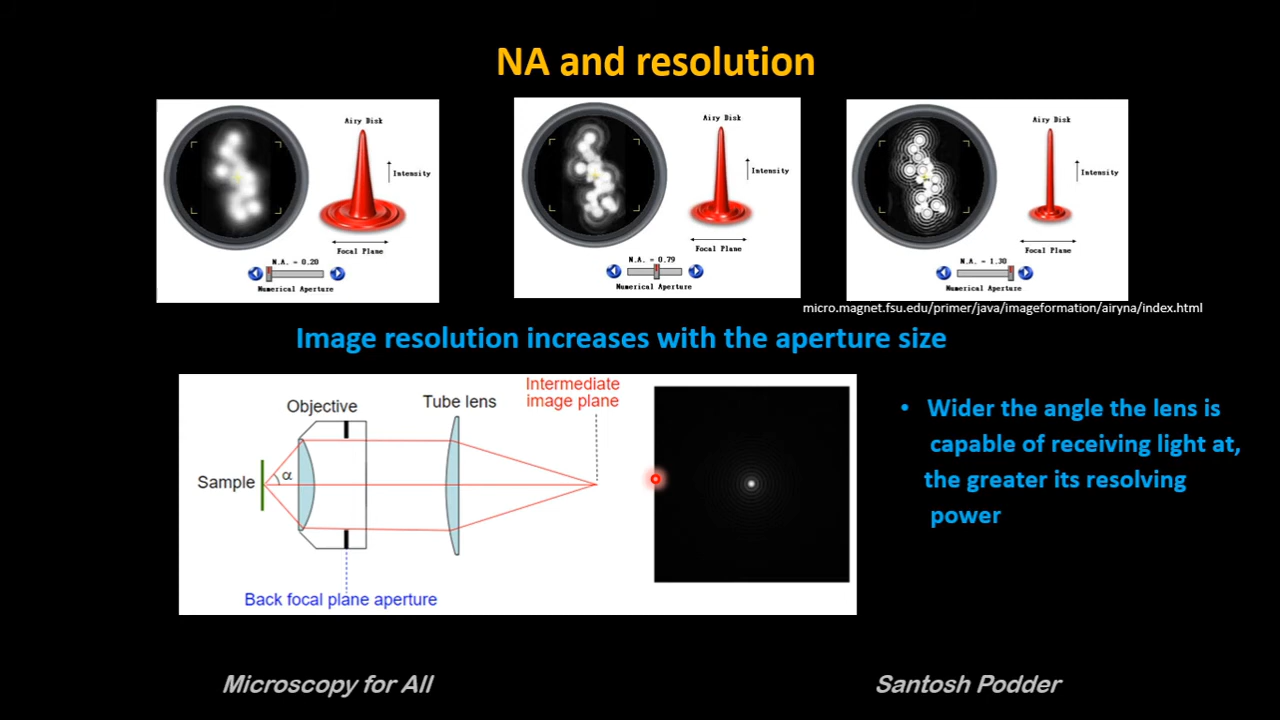 NA and resolution
Airy Disk
Intensity
Focal Plane
N.A. = 0.20
Numerical Aperture
Airy Disk
Intensity
Focal Plane
N.A. = 0.79
Numerical Aperture
Airy Disk
Intensity
Focal Plane
N.A. = 1.30
Numerical Aperture
micro.magnet.fsu.edu/primer/java/imageformation/airyna/index.html
Image resolution increases with the aperture size
Objective
Tube lens
Intermediate
image plane
Sample
α
Back focal plane aperture
• Wider the angle the lens is
capable of receiving light at,
the greater its resolving
power
Microscopy for All
Santosh Podder